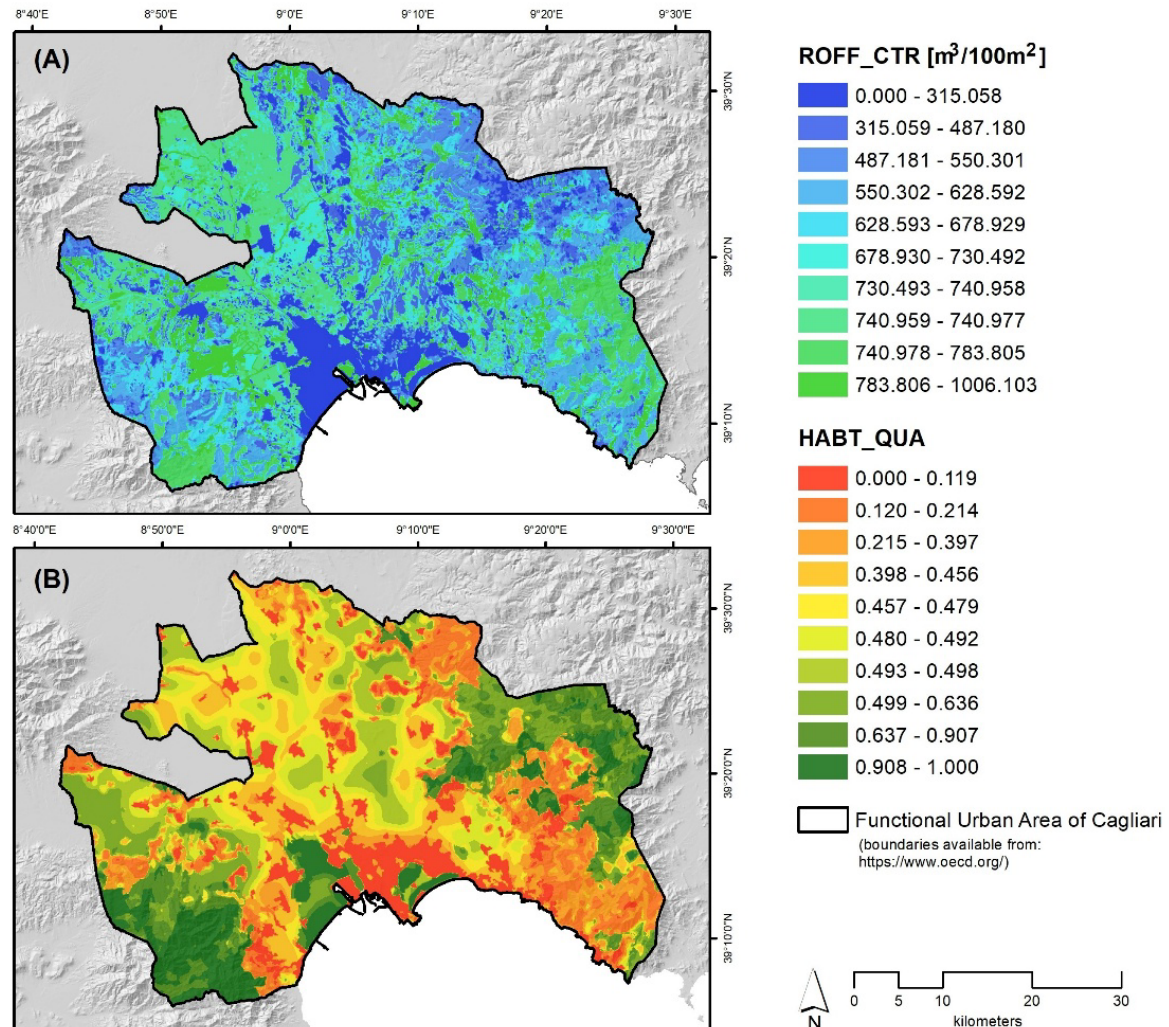 8°40'0"E 8°50'0"E 9°0'E 9°10'E 9°20'E 9°30'E
(A)
39°30'N
39°20'N
39°10'N
ROFF_CTR [m³/100m²]
0.000 - 315.058
315.059 - 487.180
487.181 - 550.301
550.302 - 628.592
628.593 - 678.929
678.930 - 730.492
730.493 - 740.958
740.959 - 740.977
740.978 - 783.805
783.806 - 1006.103
8°40'0"E 8°50'0"E 9°0'0"E 9°10'0"E 9°20'0"E 9°30'0"E
(B)
39°30'0"N
39°20'0"N
39°10'0"N
HABT_QUA
0.000 - 0.119
0.120 - 0.214
0.215 - 0.397
0.398 - 0.456
0.457 - 0.479
0.480 - 0.492
0.493 - 0.498
0.499 - 0.636
0.637 - 0.907
0.908 - 1.000
Functional Urban Area of Cagliari
(boundaries available from:
https://www.oecd.org/)
N
0 5 10 20 30
kilometers